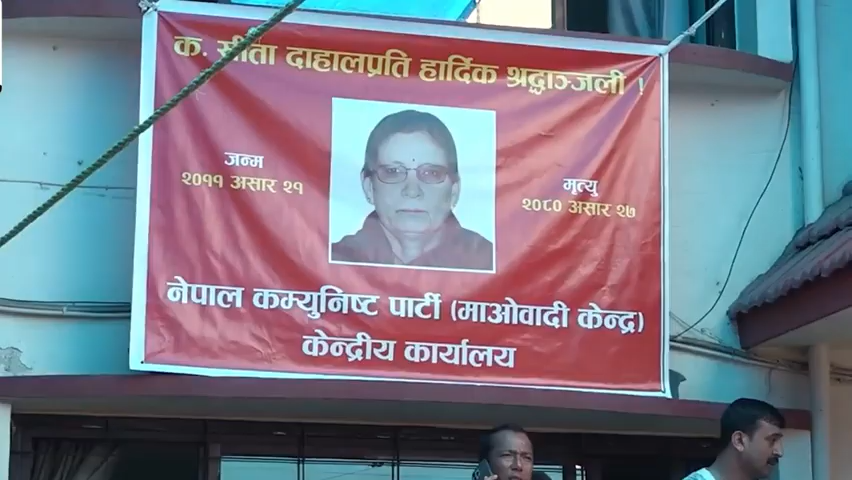 क. सीता दाहालप्रति हार्दिक श्रद्धाञ्जली !
जन्म
२०११ असार २१
मृत्यु
२०८० असार २७
नेपाल कम्युनिष्ट पार्टी (माओवादी केन्द्र)
केन्द्रीय कार्यालय